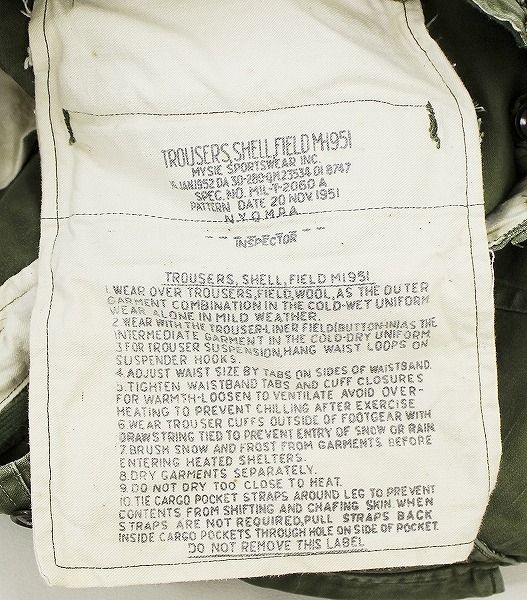 TROUSERS, SHELL, FIELD M-1951
MYSIE SPORTSWEAR INC.
JAN.1952 DA 30-280-QM 23534 OI 8747
SPEC. NO. MIL-T-2060 A
PATTERN DATE 20 NOV 1951
N.Y.Q.M.P.A.
INSPECTOR
TROUSERS, SHELL, FIELD M1951
1. WEAR OVER TROUSERS, FIELD, WOOL, AS THE OUTER
GARMENT COMBINATION IN THE COLD-WET UNIFORM
WEAR ALONE IN MILD WEATHER.
2. WEAR WITH THE TROUSER-LINER FIELD (BUTTON-IN) AS THE
INTERMEDIATE GARMENT IN THE COLD-DRY UNIFORM
3. FOR TROUSER SUSPENSION, HANG WAIST LOOPS ON
SUSPENDER HOOKS.
4. ADJUST WAIST SIZE BY TABS ON SIDES OF WAISTBAND.
5. TIGHTEN WAISTBAND TABS AND CUFF CLOSURES
FOR WARMTH-LOOSEN TO VENTILATE AVOID OVER-
HEATING TO PREVENT CHILLING AFTER EXERCISE
6. WEAR TROUSER CUFFS OUTSIDE OF FOOTGEAR WITH
DRAW STRING TIED TO PREVENT ENTRY OF SNOW OR RAIN
7. BRUSH SNOW AND FROST FROM GARMENTS BEFORE
ENTERING HEATED SHELTERS.
8. DRY GARMENTS SEPARATELY.
9. DO NOT DRY TOO CLOSE TO HEAT.
10. TIE CARGO POCKET STRAPS AROUND LEG TO PREVENT
CONTENTS FROM SHIFTING AND CHAFING SKIN WHEN
STRAPS ARE NOT REQUIRED, PULL STRAPS BACK
INSIDE CARGO POCKETS THROUGH HOLE ON SIDE OF POCKET.
DO NOT REMOVE THIS LABEL